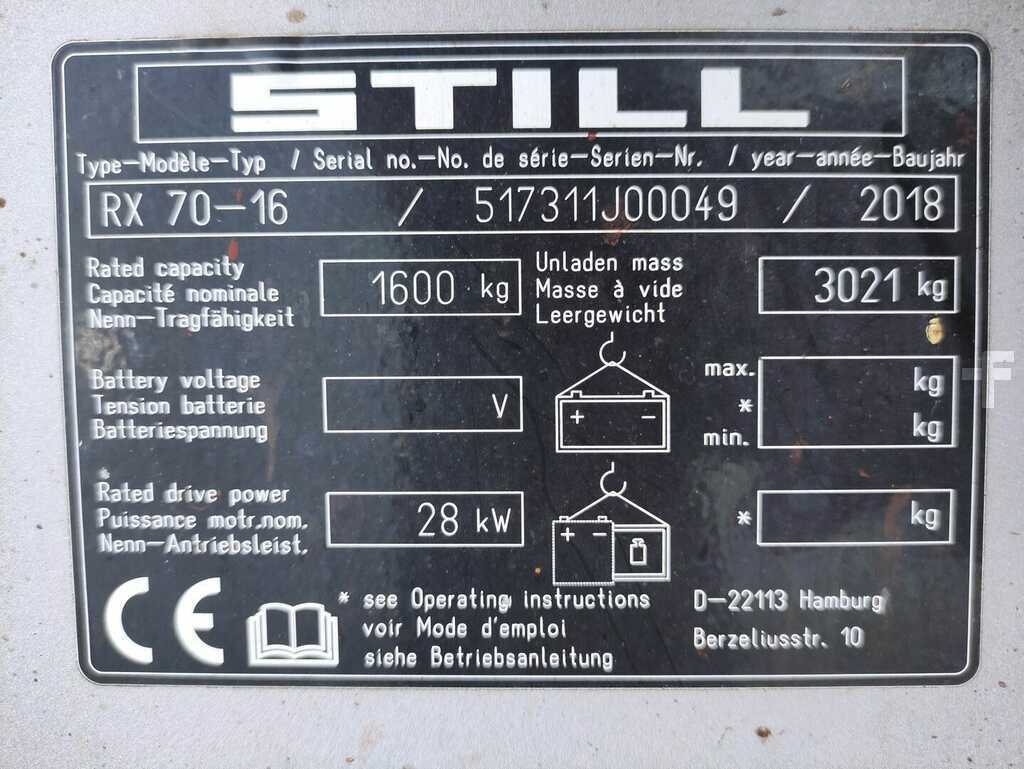 STILL
Type-Modèle-Typ / Serial no.-No. de série-Serien-Nr. / year-année-Baujahr
RX 70-16 / 517311J00049 / 2018
Rated capacity
Capacité nominale
Nenn-Tragfähigkeit
1600 kg
Unladen mass
Masse à vide
Leergewicht
3021 kg
Battery voltage
Tension batterie
Batteriespannung
V
+ -
max.
*
min.
kg
kg
*
Rated drive power
Puissance motr.nom.
Nenn-Antriebsleist.
28 kW
+ -
*
kg
CE
* see Operating instructions
voir Mode d'emploi
siehe Betriebsanleitung
D-22113 Hamburg
Berzeliusstr. 10